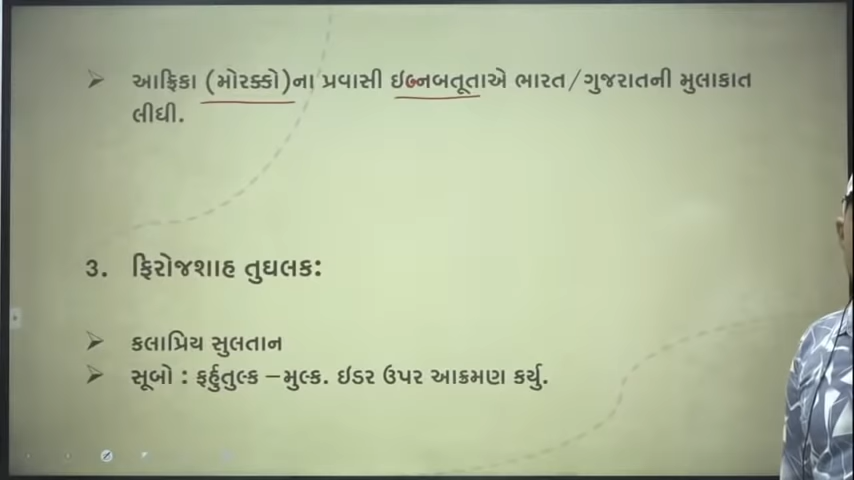 આફ્રિકા (મોરક્કો)ના પ્રવાસી ઇબ્નબતૂતાએ ભારત/ગુજરાતની મુલાકાત
લીધી.
3. ફિરોજશાહ તુઘલક:
કલાપ્રિય સુલતાન
સૂબો : ફર્હુતુલ્ક –મુલ્ક. ઇડર ઉપર આક્રમણ કર્યુ.